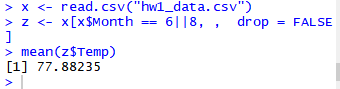 > x <- read.csv("hw1_data.csv")
> z <- x[x$Month == 6||8, , drop = FALSE
]
> mean(z$Temp)
[1] 77.88235
>